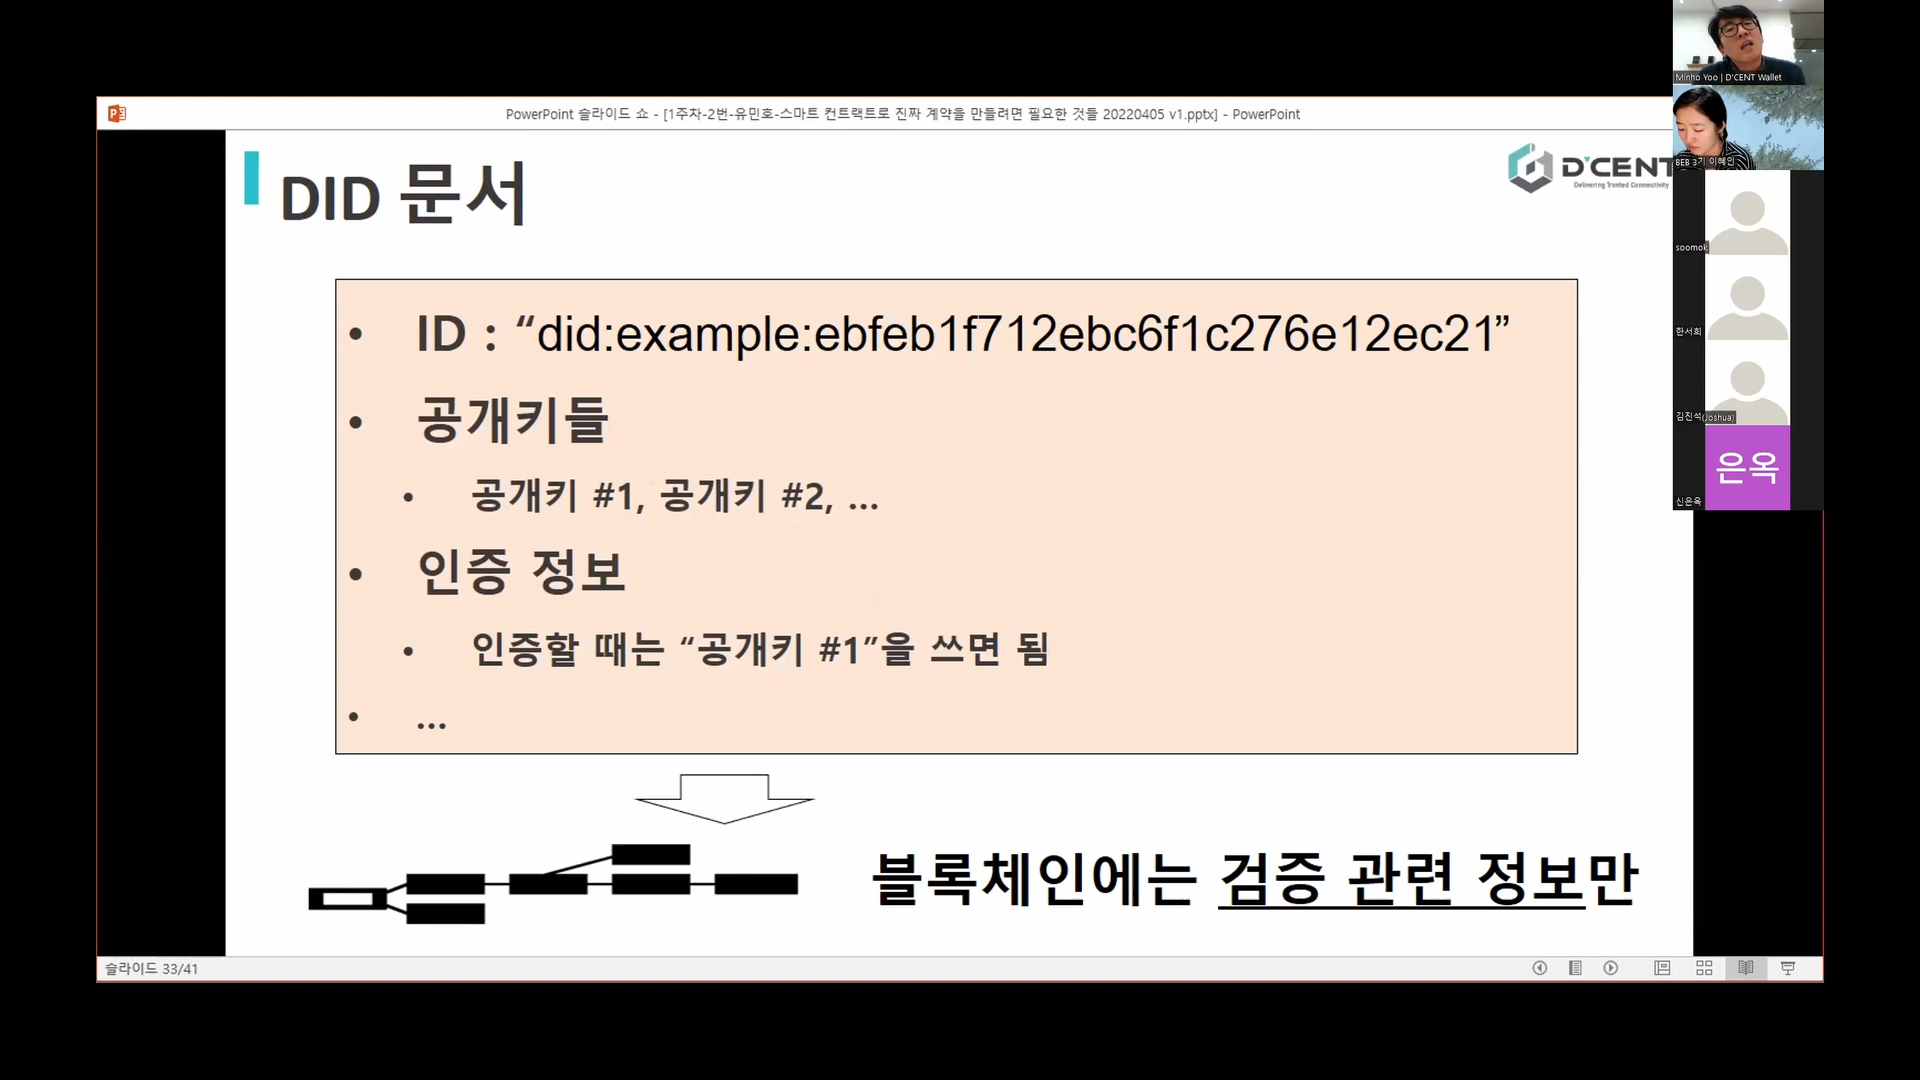 PowerPoint 슬라이드 쇼 - [1주차-2번-유민호-스마트 컨트랙트로 진짜 계약을 만들려면 필요한 것들 20220405 v1.pptx] - PowerPoint
DID 문서
D'CENT
Delivering Trusted Connectivity
• ID : “did:example:ebfeb1f712ebc6f1c276e12ec21”
• 공개키들
• 공개키 #1, 공개키 #2, ...
• 인증 정보
• 인증할 때는 “공개키 #1”을 쓰면 됨
• ...
블록체인에는 검증 관련 정보만
슬라이드 33/41
Minho Yoo | D'CENT Wallet
BEB 3기 이혜인
soomok
한서희
김진석(Joshua)
은옥
신은옥